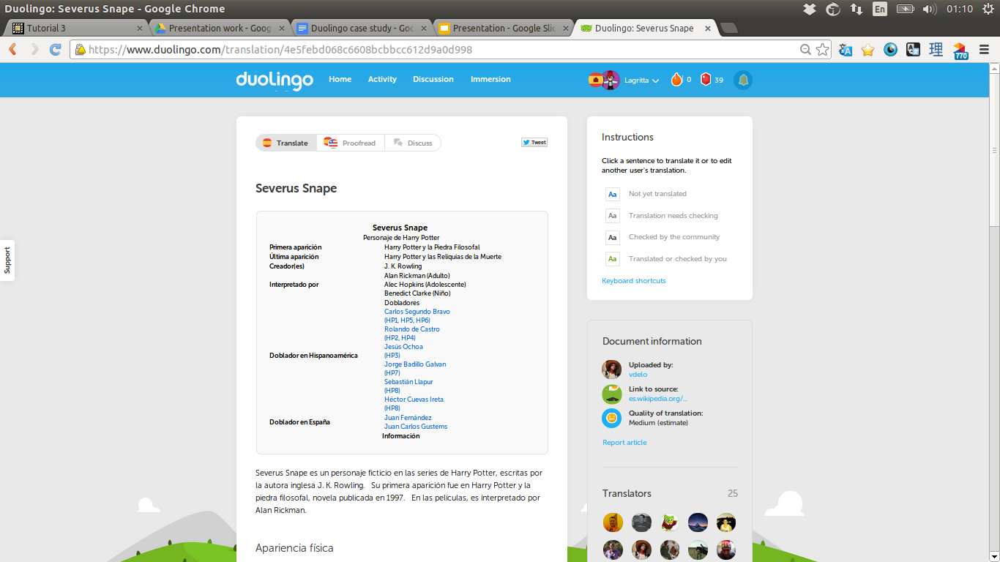 Duolingo: Severus Snape - Google Chrome
En
01:10
Tutorial 3
Presentation work - Goog
Duolingo case study - Goo
Presentation - Google Slid
Duolingo: Severus Snape
https://www.duolingo.com/translation/4e5febd068c6608bcbbcc612d9a0d998
理
770
duolingo
Home
Activity
Discussion
Immersion
Lagritta
0
39
Support
Translate
Proofread
Discuss
Tweet
Severus Snape
Severus Snape
Personaje de Harry Potter
Primera aparición Harry Potter y la Piedra Filosofal
Última aparición Harry Potter y las Reliquias de la Muerte
Creador(es) J. K. Rowling
Alan Rickman (Adulto)
Interpretado por Alec Hopkins (Adolescente)
Benedict Clarke (Niño)
Dobladores
Carlos Segundo Bravo
(HP1, HP5, HP6)
Rolando de Castro
(HP2, HP4)
Jesús Ochoa
Doblador en Hispanoamérica (HP3)
Jorge Badillo Galvan
(HP7)
Sebastián Llapur
(HP8)
Héctor Cuevas Ireta
(HP8)
Doblador en España Juan Fernández
Juan Carlos Gustems
Información
Severus Snape es un personaje ficticio en las series de Harry Potter, escritas por
la autora inglesa J. K. Rowling. Su primera aparición fue en Harry Potter y la
piedra filosofal, novela publicada en 1997. En las películas, es interpretado por
Alan Rickman.
Apariencia física
Instructions
Click a sentence to translate it or to edit
another user's translation.
Aa Not yet translated
Aa Translation needs checking
Aa Checked by the community
Aa Translated or checked by you
Keyboard shortcuts
Document information
Uploaded by:
vdelo
Link to source:
es.wikipedia.org/...
Quality of translation:
Medium (estimate)
Report article
Translators 25